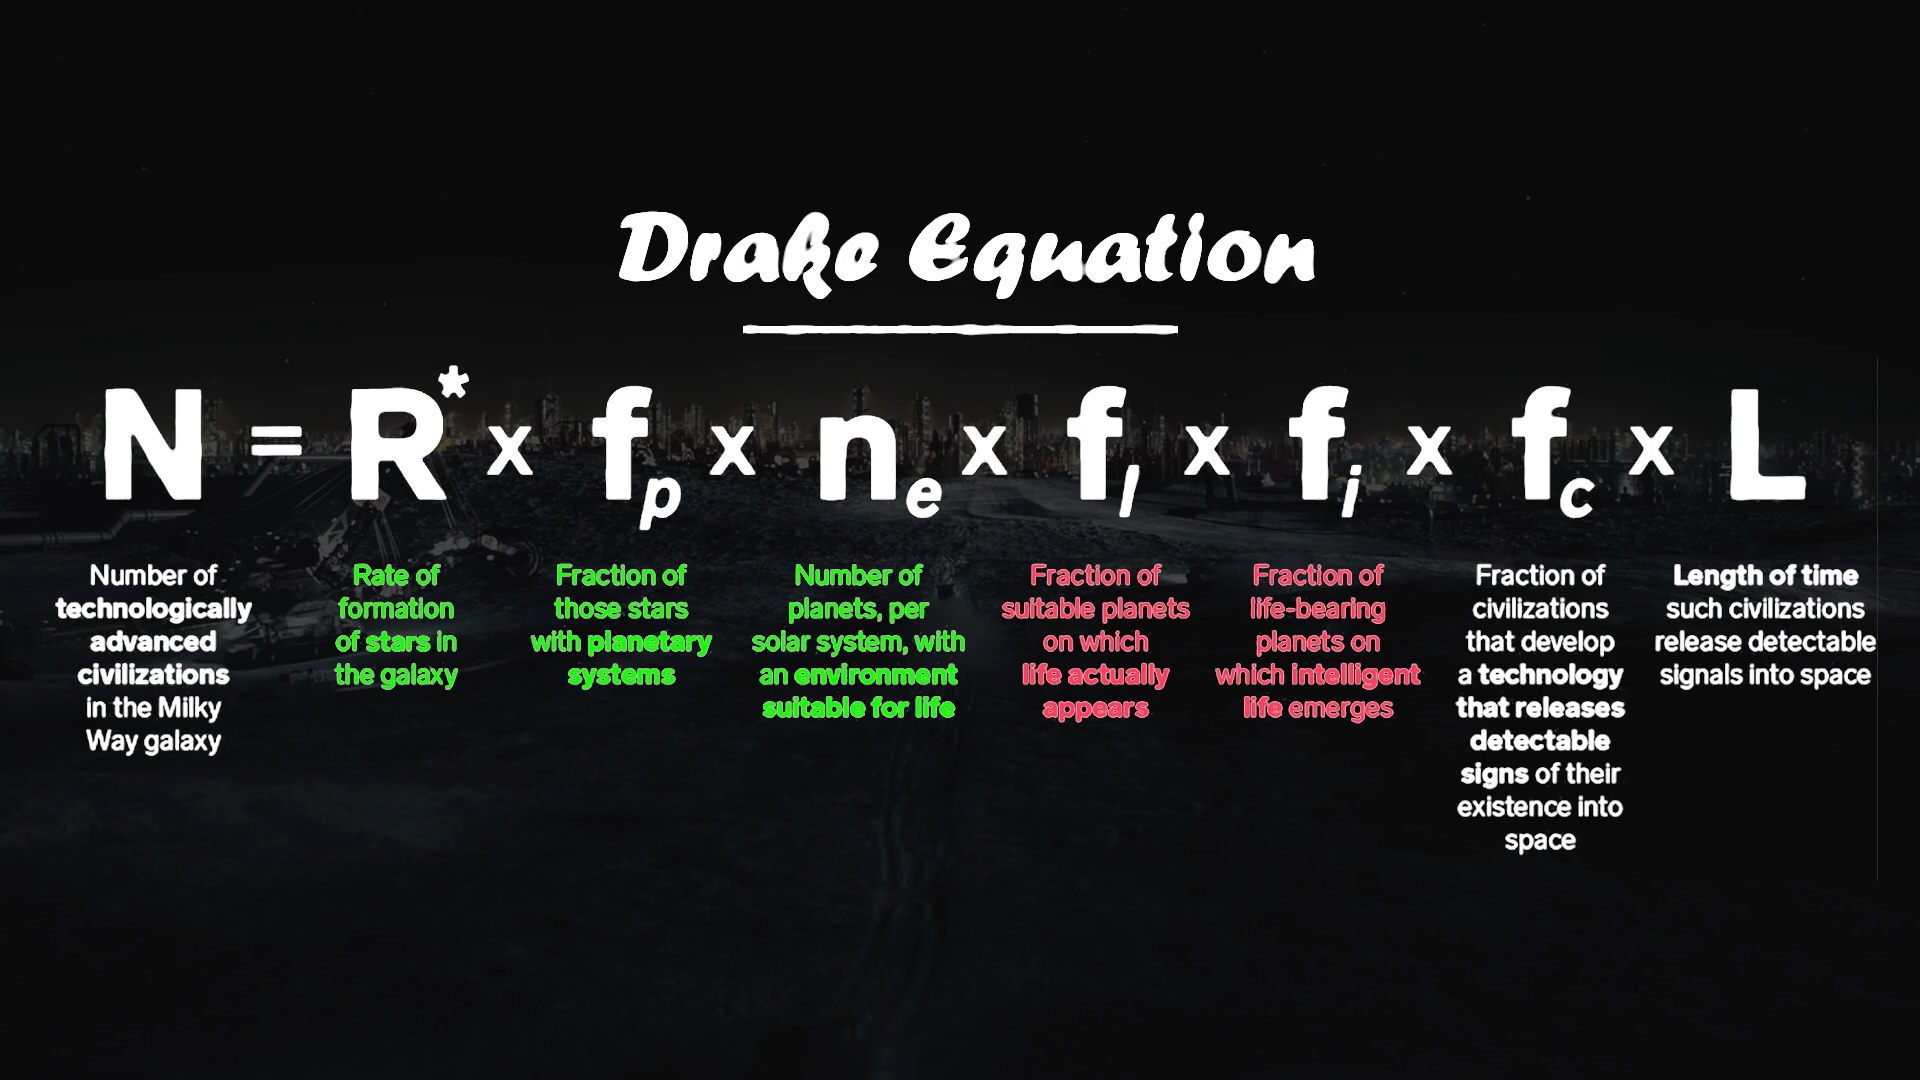 Drake Equation
N = R* x fp x ne x fl x fi x fc x L
Number of
technologically
advanced
civilizations
in the Milky
Way galaxy
Rate of
formation
of stars in
the galaxy
Fraction of
those stars
with planetary
systems
Number of
planets, per
solar system, with
an environment
suitable for life
Fraction of
suitable planets
on which
life actually
appears
Fraction of
life-bearing
planets on
which intelligent
life emerges
Fraction of
civilizations
that develop
a technology
that releases
detectable
signs of their
existence into
space
Length of time
such civilizations
release detectable
signals into space